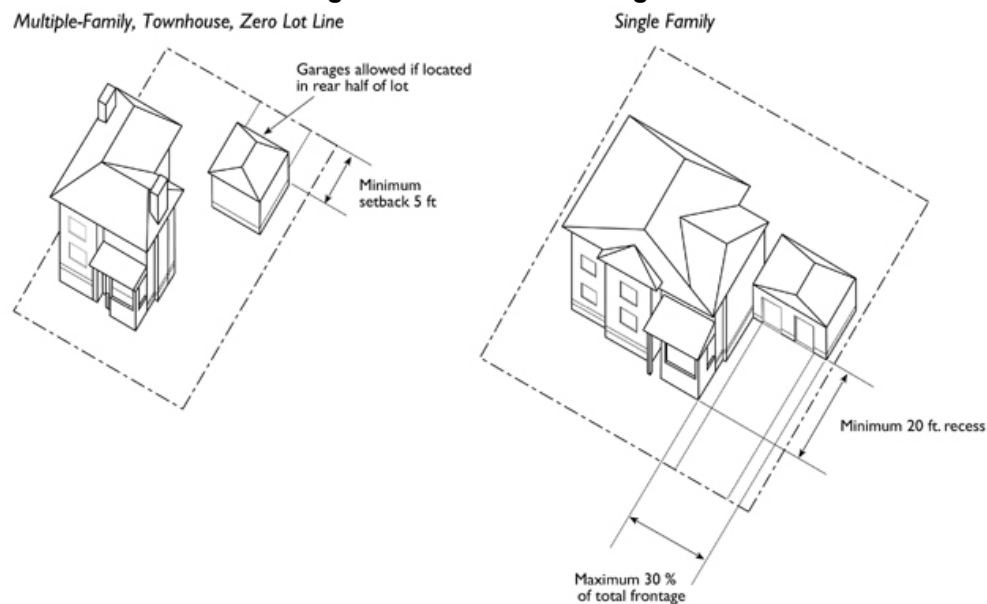 Multiple-Family, Townhouse, Zero Lot Line
Single Family
Garages allowed if located
in rear half of lot
Minimum
setback 5 ft
Minimum 20 ft. recess
Maximum 30 %
of total frontage